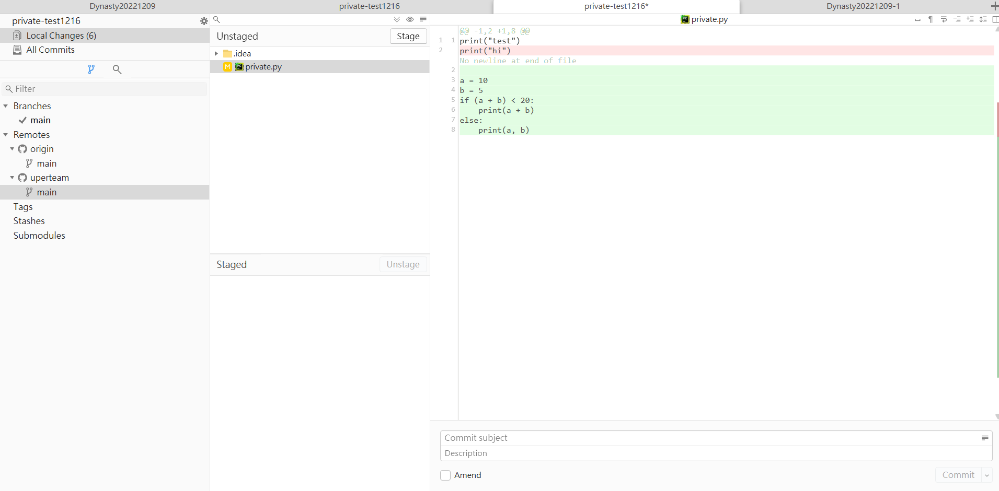 Dynasty20221209
private-test1216
private-test1216*
Dynasty20221209-1
private-test1216
Local Changes (6)
All Commits
Filter
Branches
main
Remotes
origin
main
uperteam
main
Tags
Stashes
Submodules
Unstaged
Stage
.idea
M
private.py
Staged
Unstage
private.py
@@ -1,2 +1,8 @@
1 1 print("test")
2 print("hi")
No newline at end of file
2
3 a = 10
4 b = 5
5 if (a + b) < 20:
6 print(a + b)
7 else:
8 print(a, b)
Commit subject
Description
Amend
Commit